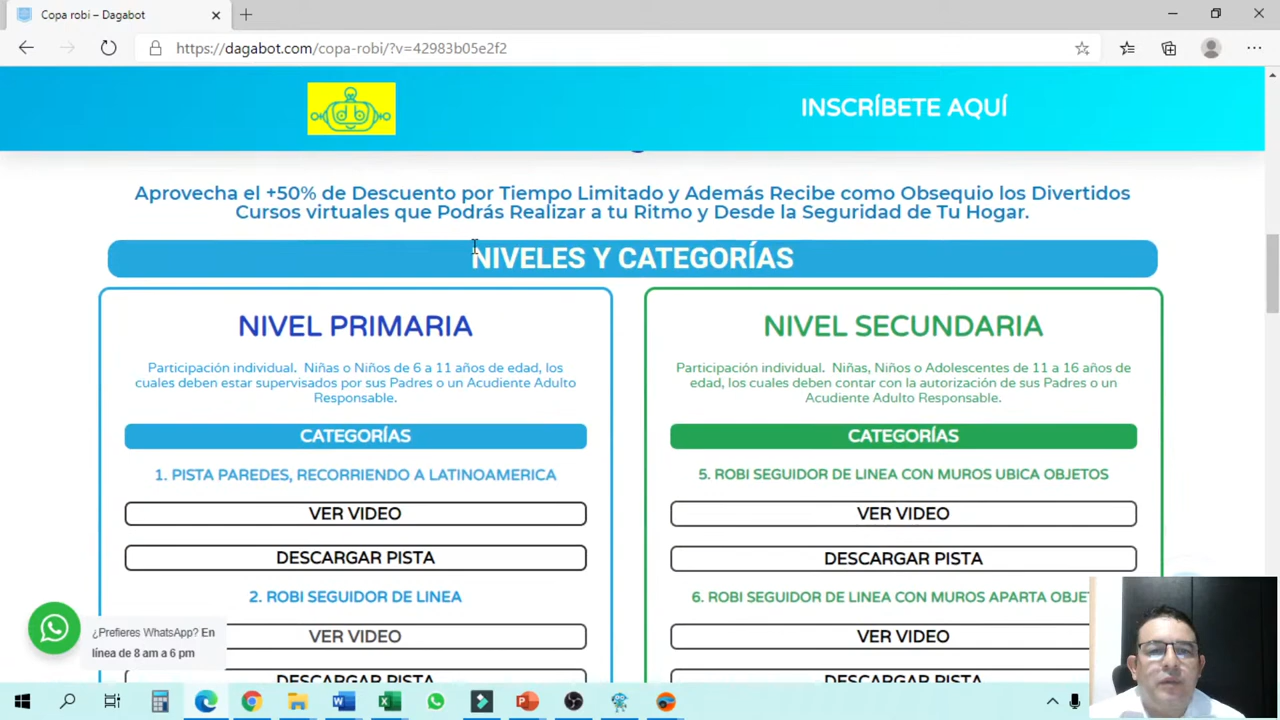 Copa robi – Dagabot
https://dagabot.com/copa-robi/?v=42983b05e2f2
INSCRÍBETE AQUÍ
Aprovecha el +50% de Descuento por Tiempo Limitado y Además Recibe como Obsequio los Divertidos
Cursos virtuales que Podrás Realizar a tu Ritmo y Desde la Seguridad de Tu Hogar.
NIVELES Y CATEGORÍAS
NIVEL PRIMARIA
Participación individual. Niñas o Niños de 6 a 11 años de edad, los
cuales deben estar supervisados por sus Padres o un Acudiente Adulto
Responsable.
CATEGORÍAS
1. PISTA PAREDES, RECORRIENDO A LATINOAMERICA
VER VIDEO
DESCARGAR PISTA
2. ROBI SEGUIDOR DE LINEA
VER VIDEO
DESCARGAR PISTA
NIVEL SECUNDARIA
Participación individual. Niñas, Niños o Adolescentes de 11 a 16 años de
edad, los cuales deben contar con la autorización de sus Padres o un
Acudiente Adulto Responsable.
CATEGORÍAS
5. ROBI SEGUIDOR DE LINEA CON MUROS UBICA OBJETOS
VER VIDEO
DESCARGAR PISTA
6. ROBI SEGUIDOR DE LINEA CON MUROS APARTA OBJET
VER VIDEO
DESCARGAR PISTA
¿Prefieres WhatsApp? En
línea de 8 am a 6 pm